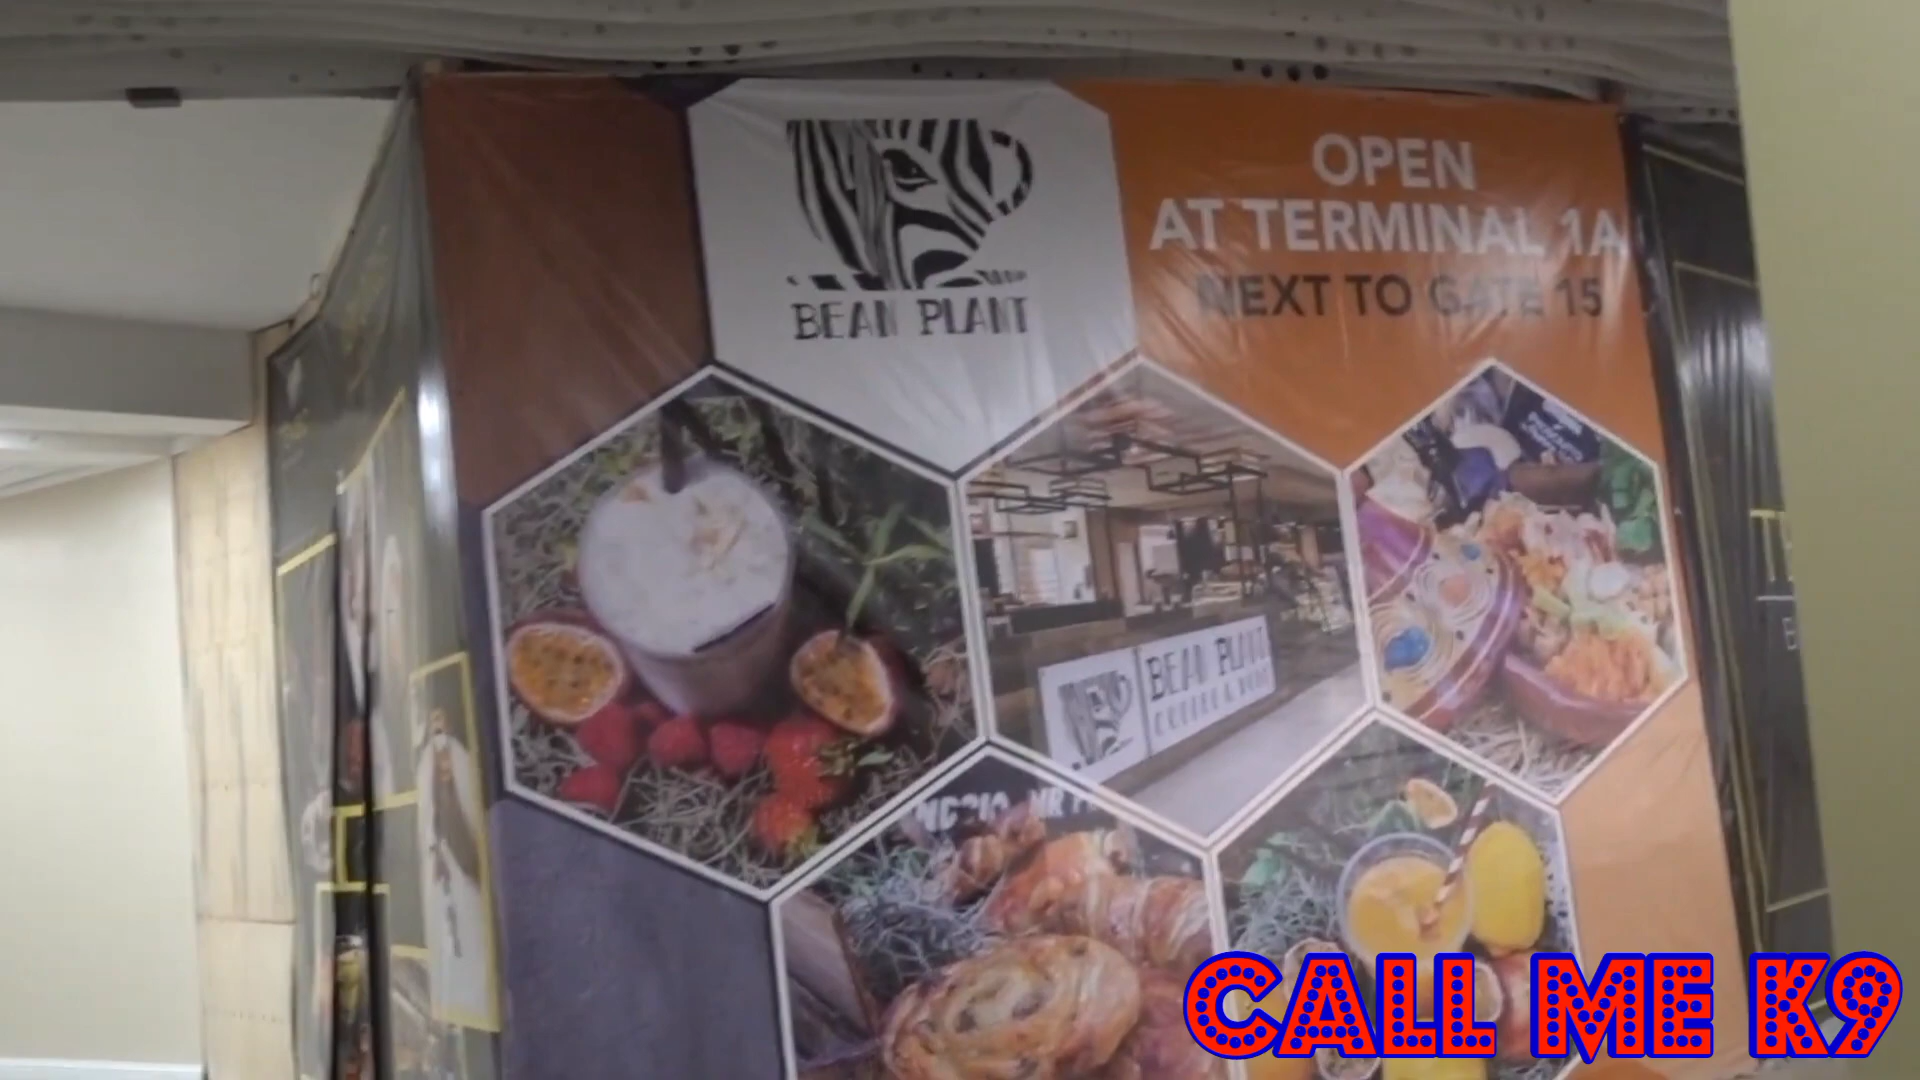 OPEN
AT TERMINAL 1A
NEXT TO GATE 15
BEAN PLANT
BEAN PLANT
CALL ME K9